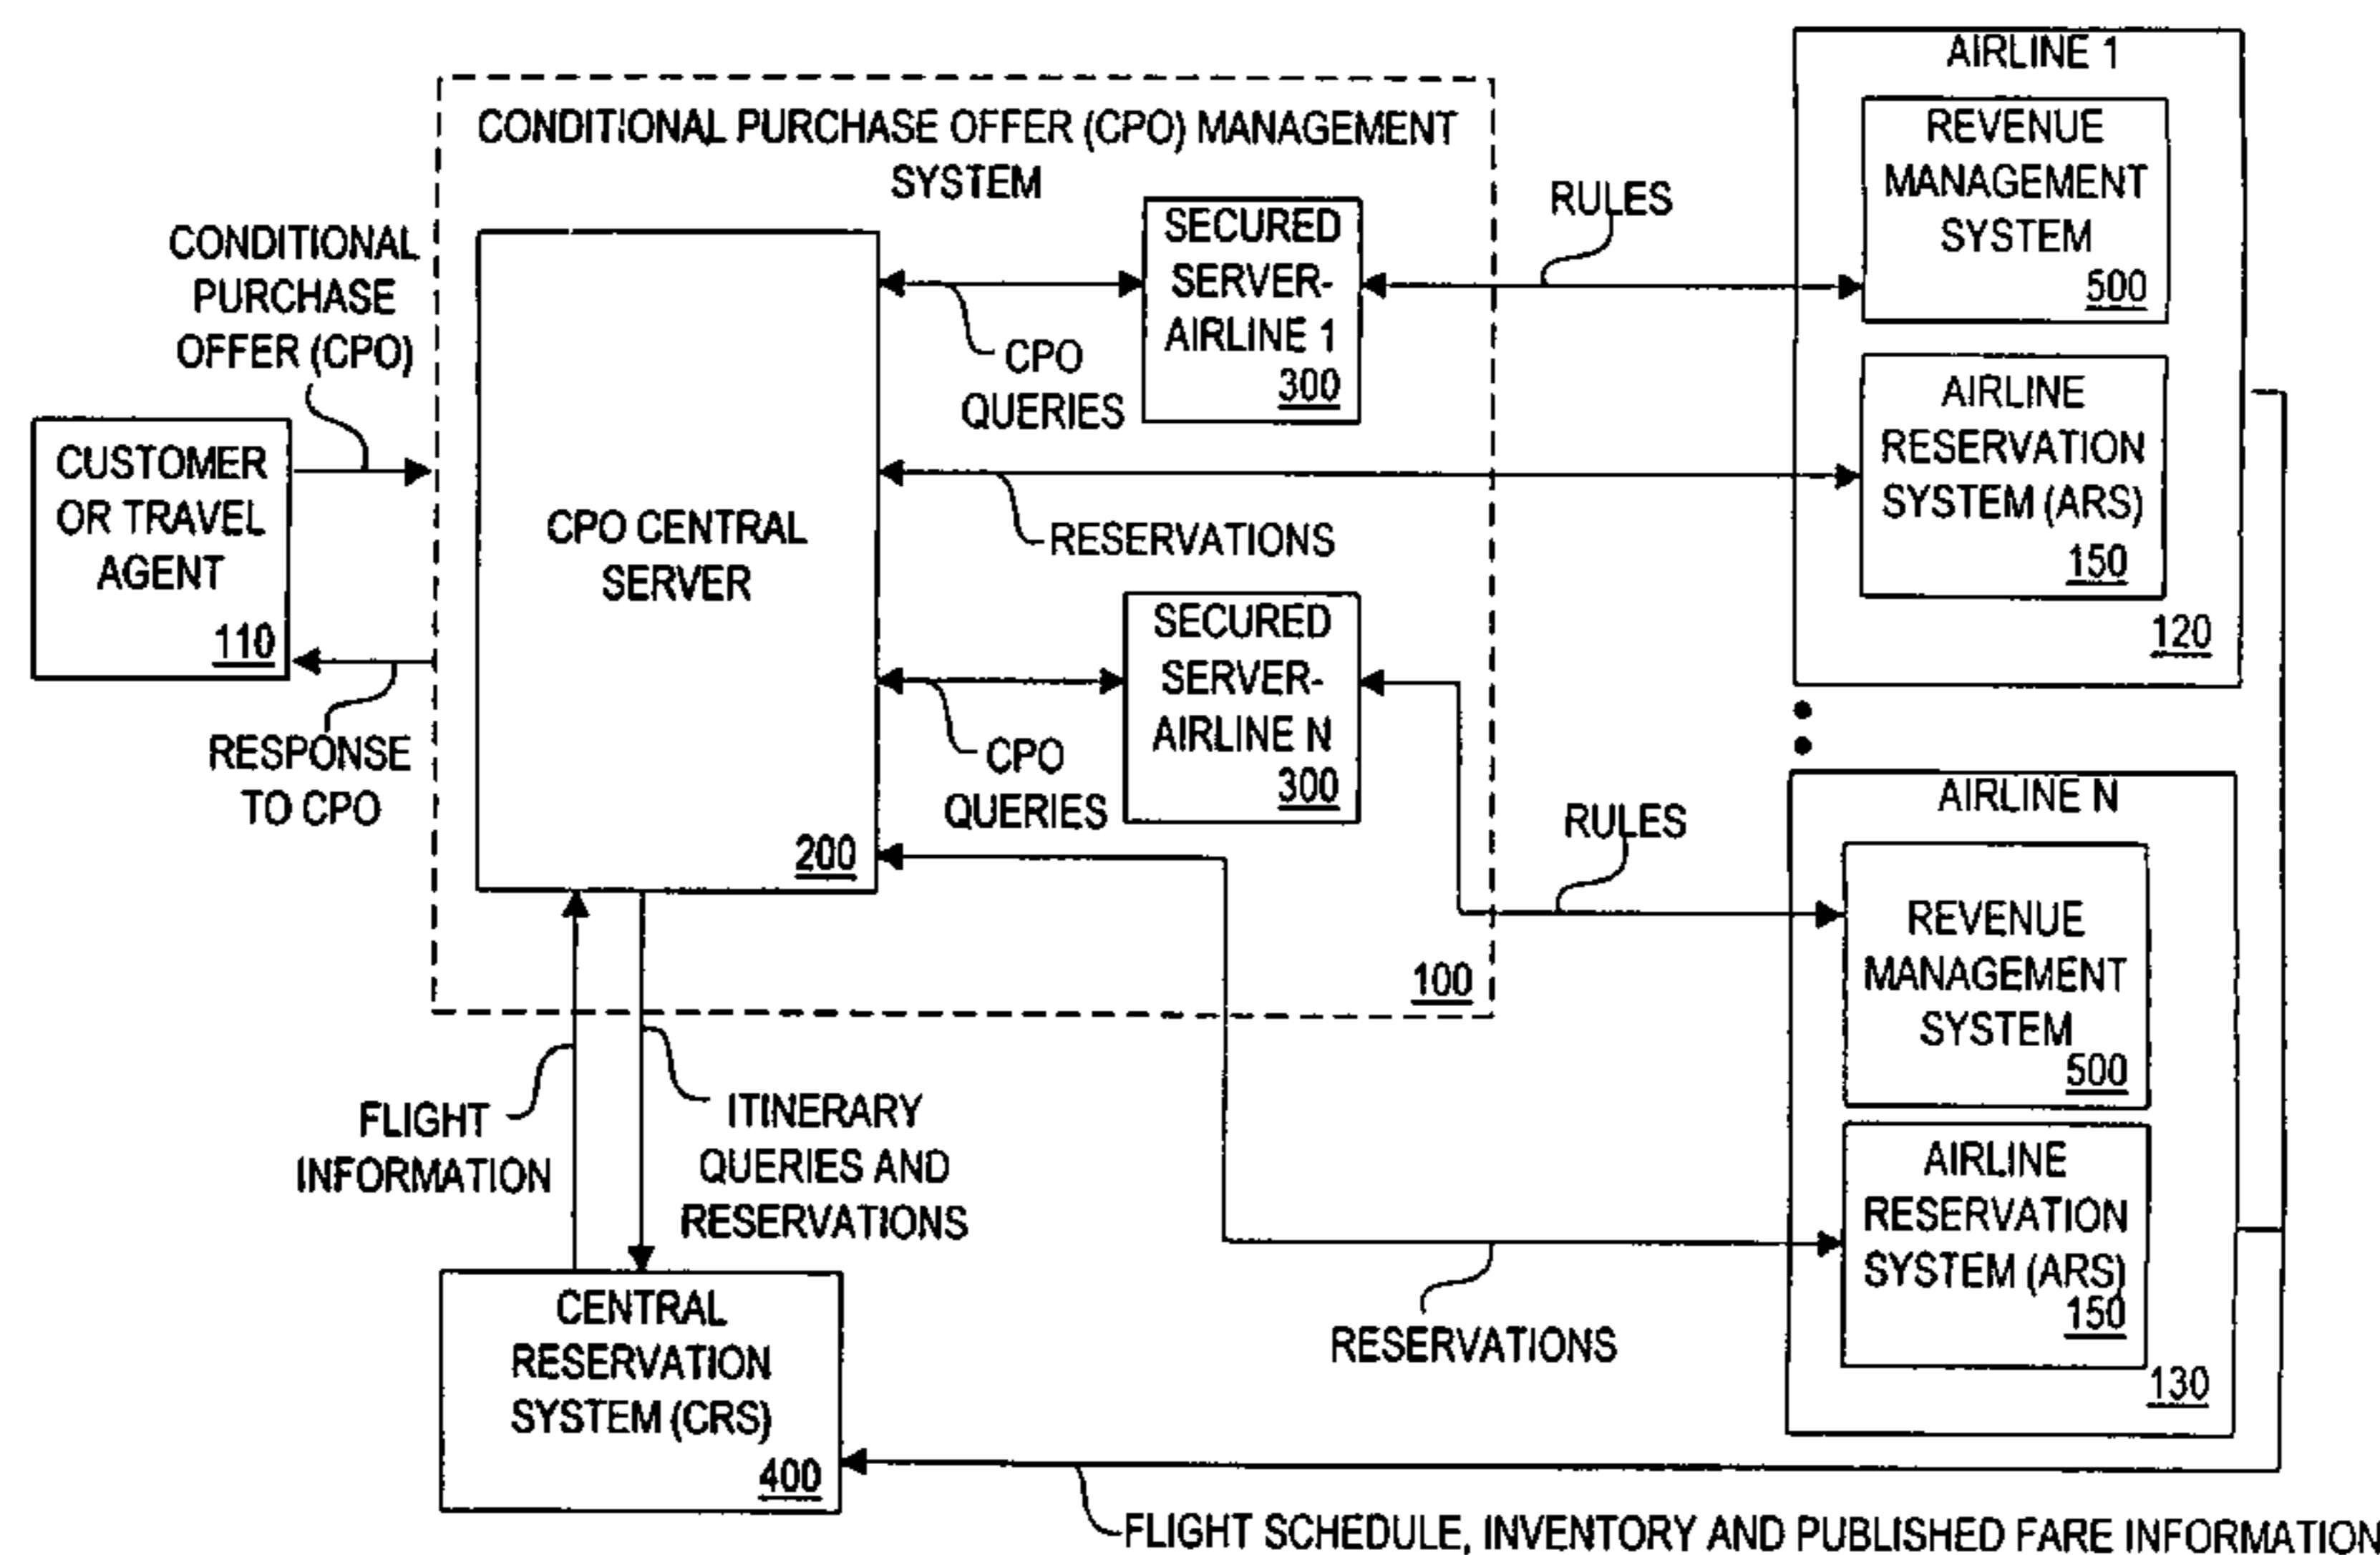 CONDITIONAL PURCHASE OFFER (CPO) MANAGEMENT
SYSTEM
CONDITIONAL
PURCHASE
OFFER (CPO)
CUSTOMER
OR TRAVEL
AGENT
110
RESPONSE
TO CPO
CPO CENTRAL
SERVER
200
SECURED
SERVER-
AIRLINE 1
300
CPO
QUERIES
RESERVATIONS
SECURED
SERVER-
AIRLINE N
300
CPO
QUERIES
100
RULES
AIRLINE 1
REVENUE
MANAGEMENT
SYSTEM
500
AIRLINE
RESERVATION
SYSTEM (ARS)
150
120
RULES
AIRLINE N
REVENUE
MANAGEMENT
SYSTEM
500
AIRLINE
RESERVATION
SYSTEM (ARS)
150
130
RESERVATIONS
FLIGHT
INFORMATION
ITINERARY
QUERIES AND
RESERVATIONS
CENTRAL
RESERVATION
SYSTEM (CRS)
400
FLIGHT SCHEDULE, INVENTORY AND PUBLISHED FARE INFORMATION